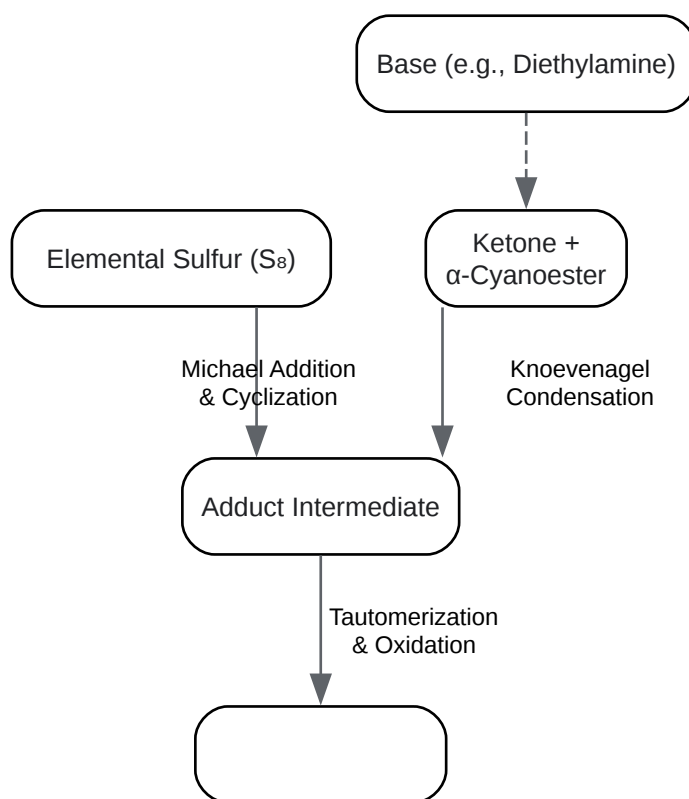 Base (e.g., Diethylamine)
Elemental Sulfur (S₈)
Ketone +
α-Cyanoester
Michael Addition
& Cyclization
Knoevenagel
Condensation
Adduct Intermediate
Tautomerization
& Oxidation